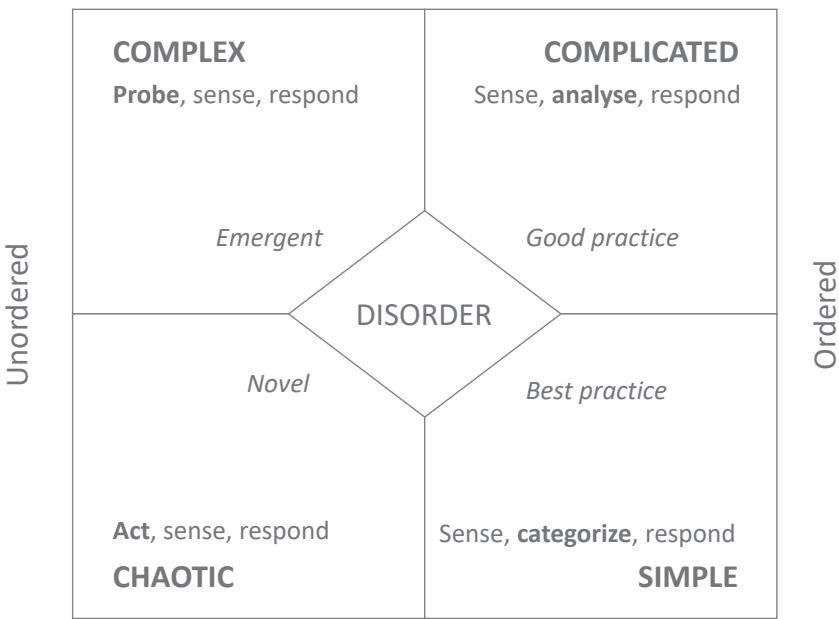 COMPLEX
Probe, sense, respond
COMPLICATED
Sense, analyse, respond
Emergent
Good practice
Unordered
DISORDER
Ordered
Novel
Best practice
Act, sense, respond
CHAOTIC
Sense, categorize, respond
SIMPLE